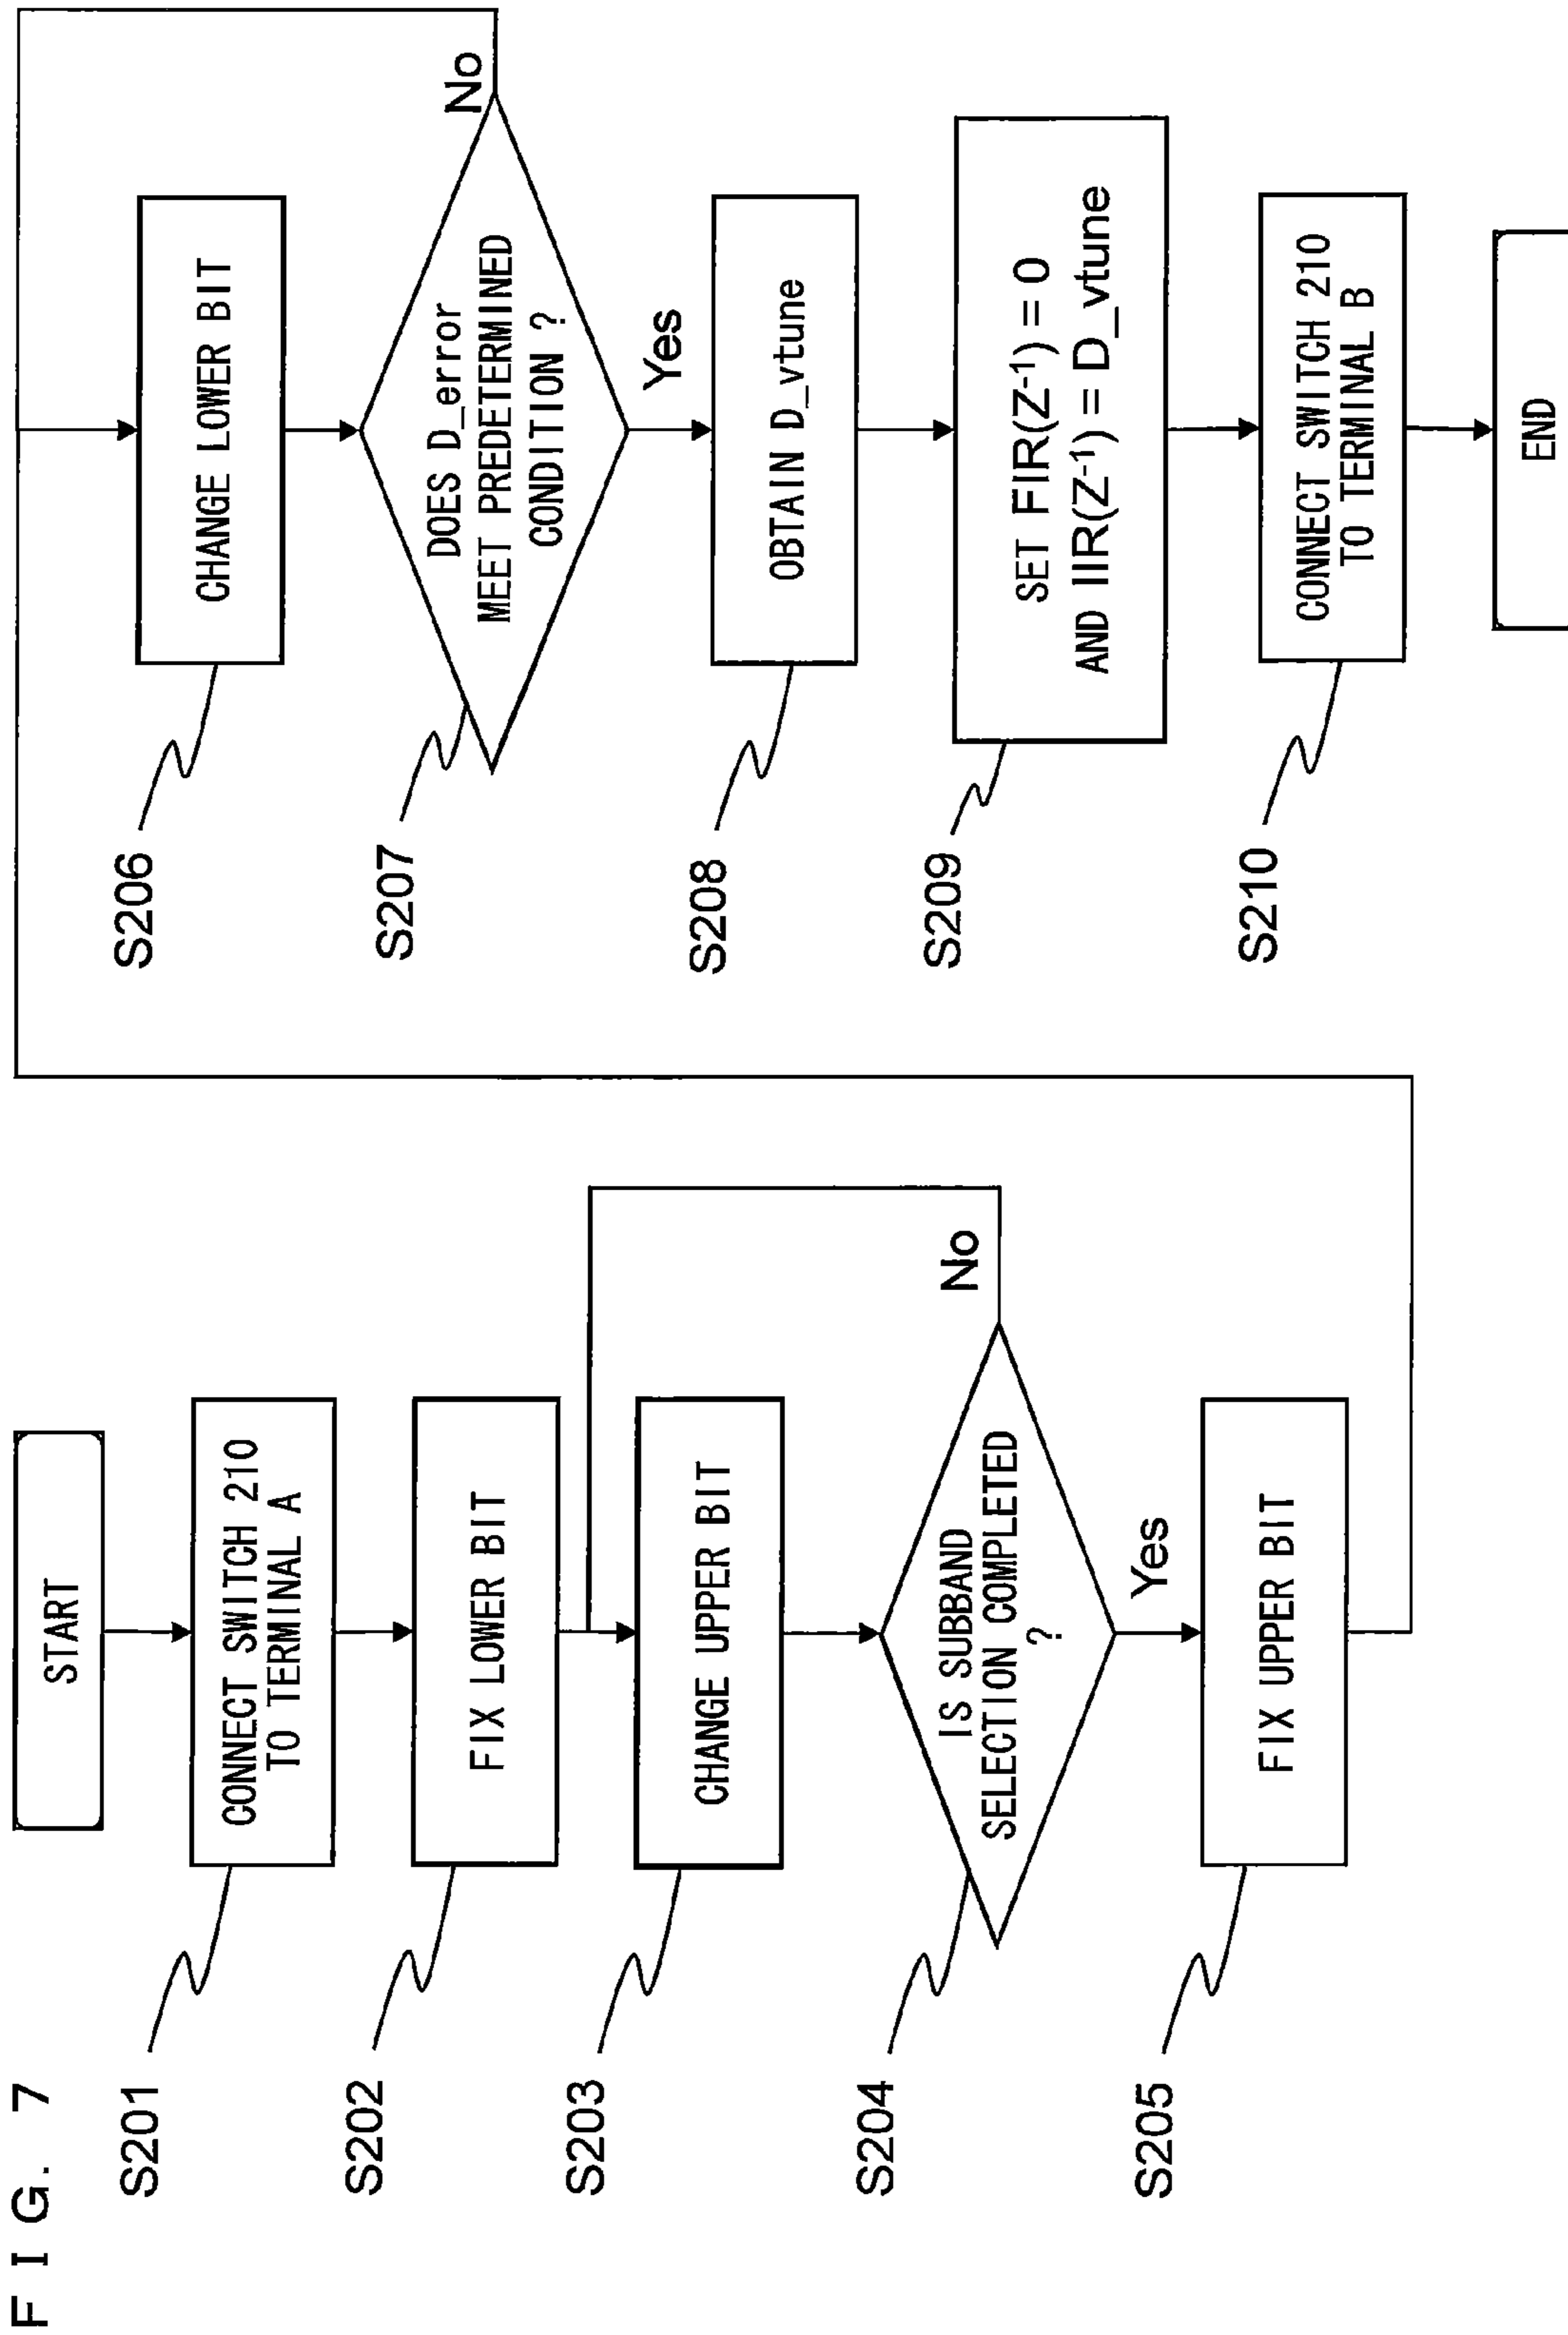 FIG. 7
START
S201
CONNECT SWITCH 210
TO TERMINAL A
S202
FIX LOWER BIT
S203
CHANGE UPPER BIT
S204
IS SUBBAND
SELECTION COMPLETED
?
No
Yes
S205
FIX UPPER BIT
S206
CHANGE LOWER BIT
S207
DOES D_error
MEET PREDETERMINED
CONDITION ?
No
Yes
S208
OBTAIN D_vtune
S209
SET FIR(Z⁻¹) = 0
AND IIR(Z⁻¹) = D_vtune
S210
CONNECT SWITCH 210
TO TERMINAL B
END